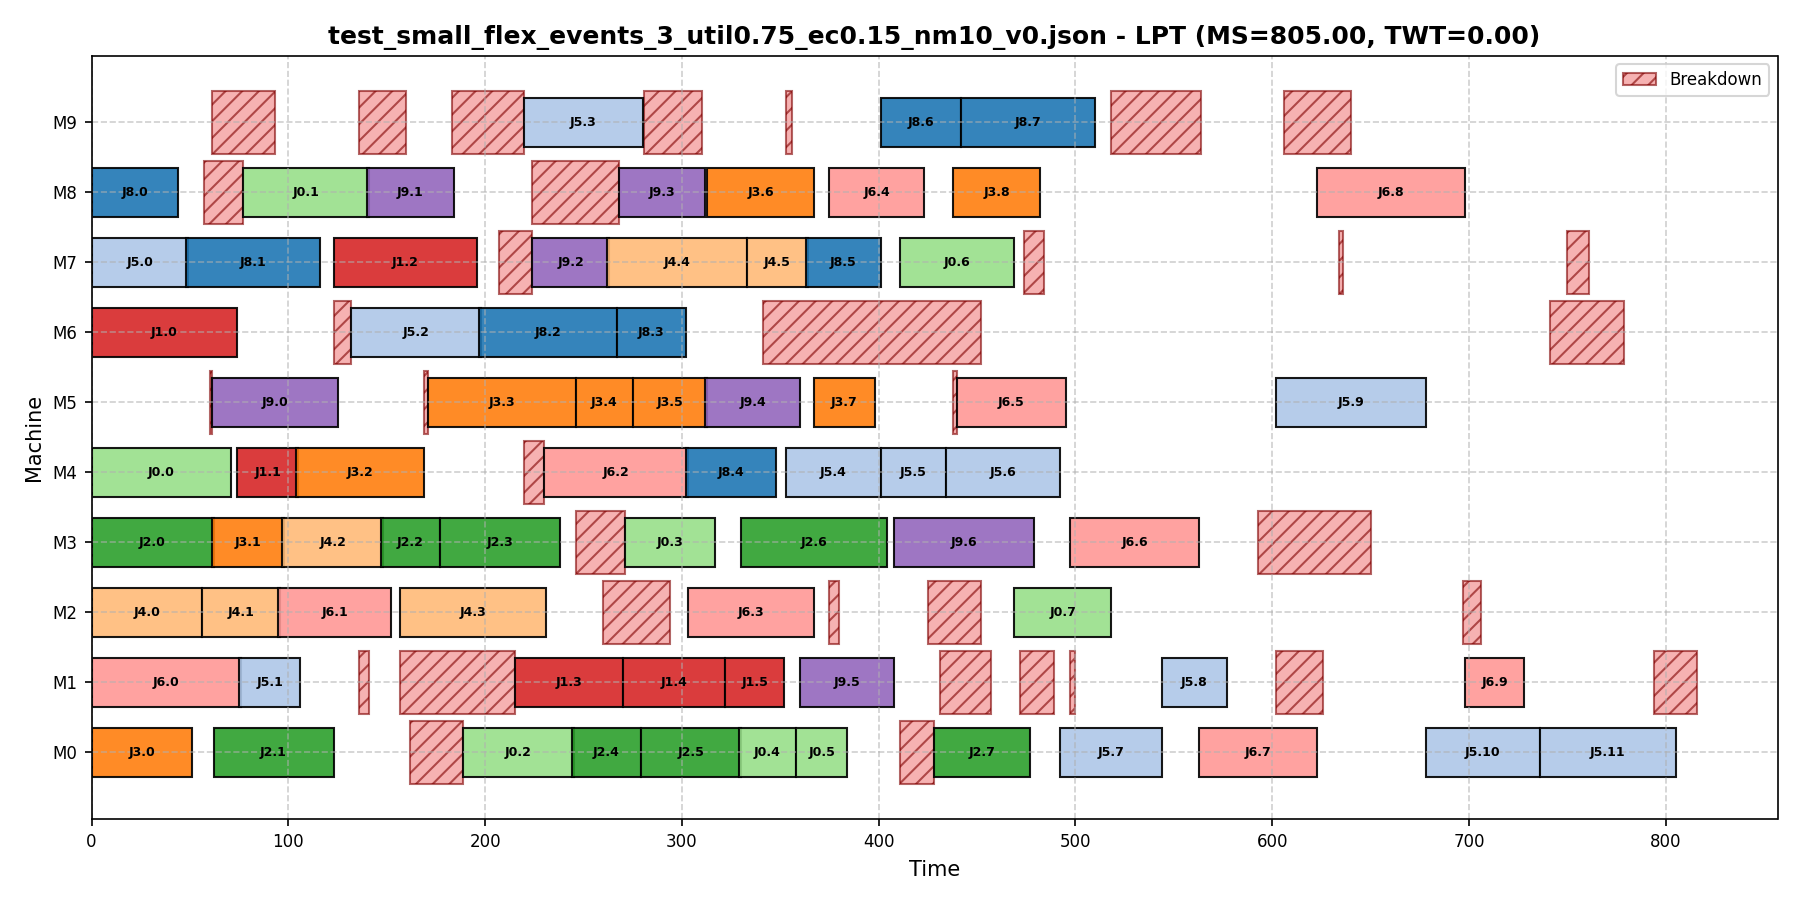 test_small_flex_events_3_util0.75_ec0.15_nm10_v0.json - LPT (MS=805.00, TWT=0.00)
Breakdown
M9 J5.3 J8.6 J8.7
M8 J8.0 J0.1 J9.1 J9.3 J3.6 J6.4 J3.8 J6.8
M7 J5.0 J8.1 J1.2 J9.2 J4.4 J4.5 J8.5 J0.6
M6 J1.0 J5.2 J8.2 J8.3
M5 J9.0 J3.3 J3.4 J3.5 J9.4 J3.7 J6.5 J5.9
M4 J0.0 J1.1 J3.2 J6.2 J8.4 J5.4 J5.5 J5.6
M3 J2.0 J3.1 J4.2 J2.2 J2.3 J0.3 J2.6 J9.6 J6.6
M2 J4.0 J4.1 J6.1 J4.3 J6.3 J0.7
M1 J6.0 J5.1 J1.3 J1.4 J1.5 J9.5 J5.8 J6.9
M0 J3.0 J2.1 J0.2 J2.4 J2.5 J0.4 J0.5 J2.7 J5.7 J6.7 J5.10 J5.11
Machine
0 100 200 300 400 500 600 700 800
Time